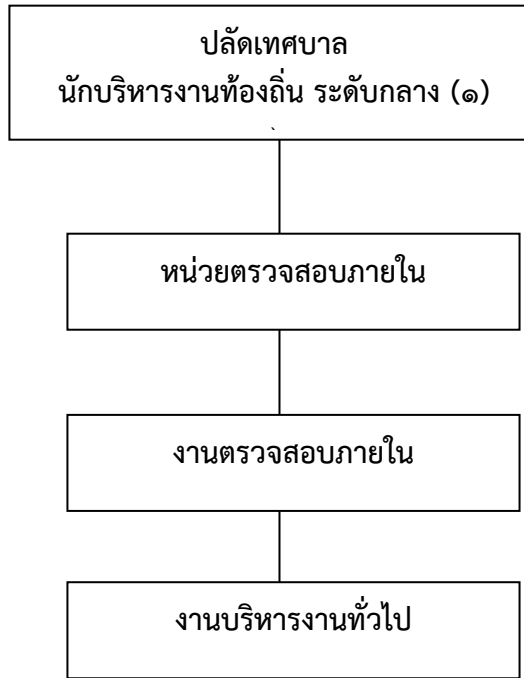 ปลัดเทศบาล
นักบริหารงานท้องถิ่น ระดับกลาง (๑)
หน่วยตรวจสอบภายใน
งานตรวจสอบภายใน
งานบริหารงานทั่วไป